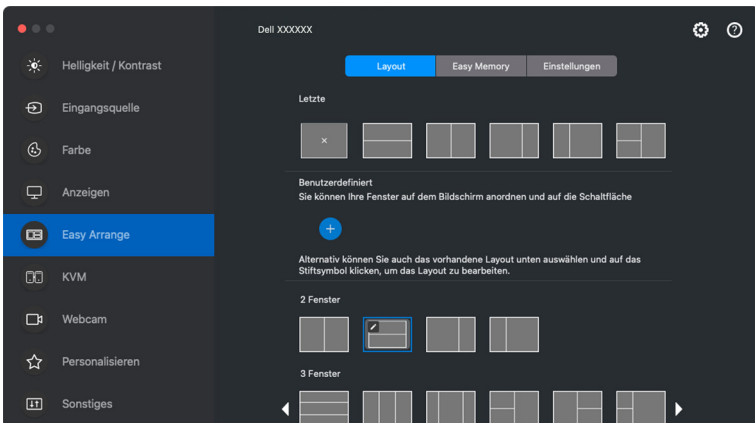 Dell XXXXXX
Helligkeit / Kontrast
Eingangsquelle
Farbe
Anzeigen
Easy Arrange
KVM
Webcam
Personalisieren
Sonstiges
Layout
Easy Memory
Einstellungen
Letzte
Benutzerdefiniert
Sie können Ihre Fenster auf dem Bildschirm anordnen und auf die Schaltfläche
Alternativ können Sie auch das vorhandene Layout unten auswählen und auf das
Stiftsymbol klicken, um das Layout zu bearbeiten.
2 Fenster
3 Fenster